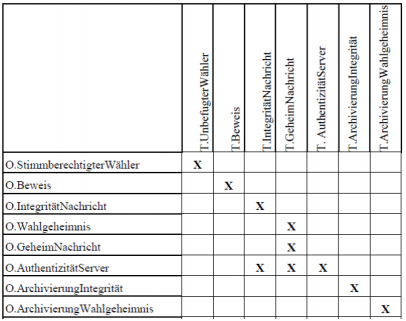 T.UnbefugterWähler
T.Beweis
T.IntegritätNachricht
T.GeheimNachricht
T. AuthentizitätServer
T.ArchivierungIntegrität
T.ArchivierungWahlgeheimnis
O.StimmberechtigterWähler X
O.Beweis X
O.IntegritätNachricht X
O.Wahlgeheimnis X
O.GeheimNachricht X
O.AuthentizitätServer X X X
O.ArchivierungIntegrität X
O.ArchivierungWahlgeheimnis X